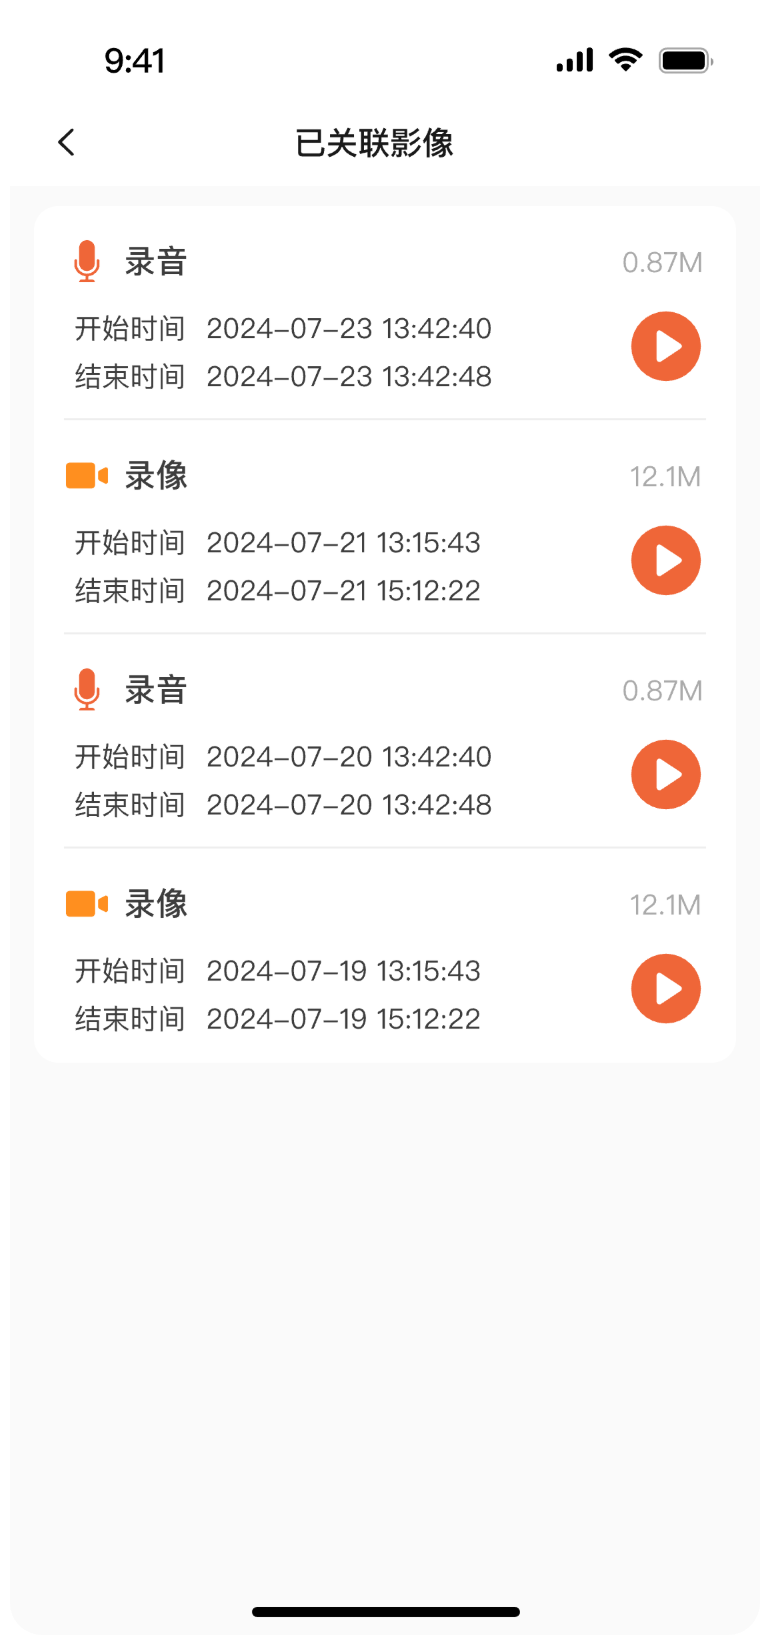 9:41
已关联影像
录音 0.87M
开始时间 2024-07-23 13:42:40
结束时间 2024-07-23 13:42:48
录像 12.1M
开始时间 2024-07-21 13:15:43
结束时间 2024-07-21 15:12:22
录音 0.87M
开始时间 2024-07-20 13:42:40
结束时间 2024-07-20 13:42:48
录像 12.1M
开始时间 2024-07-19 13:15:43
结束时间 2024-07-19 15:12:22